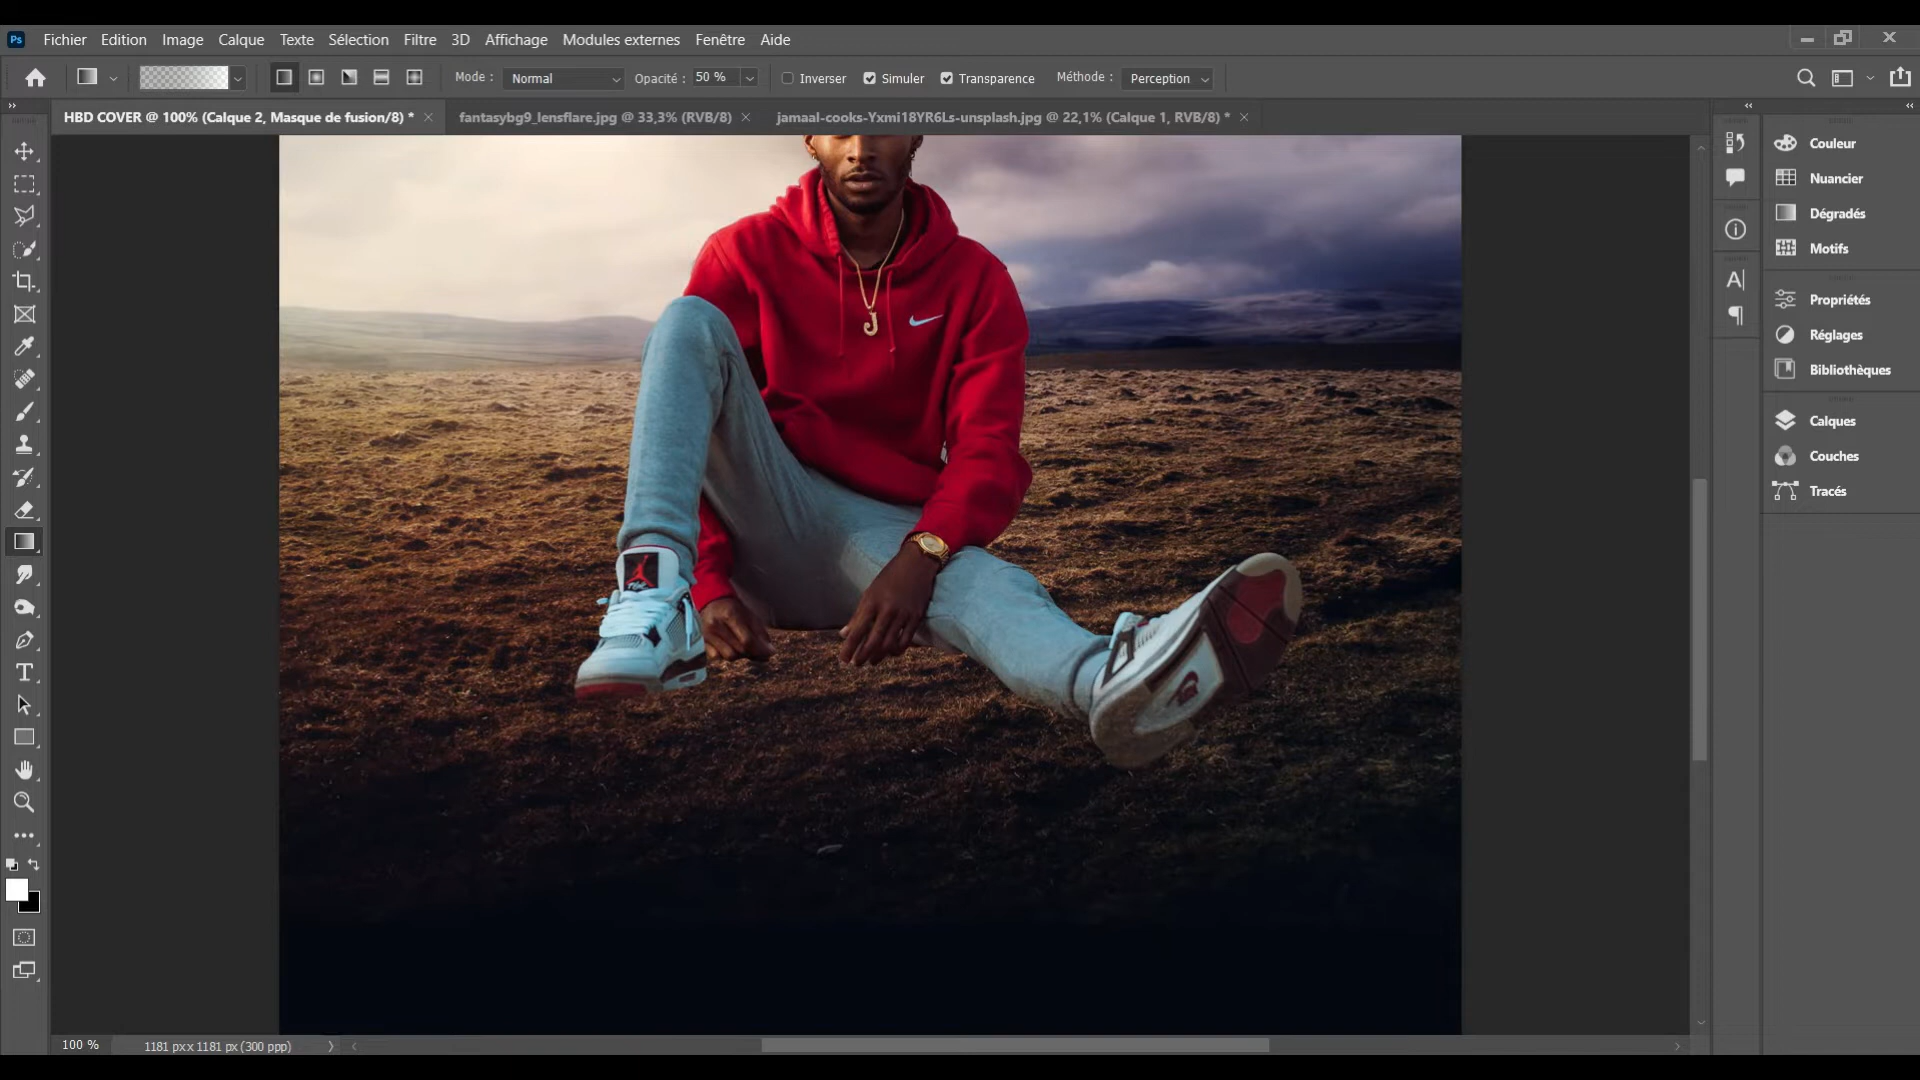 Ps Fichier Edition Image Calque Texte Sélection Filtre 3D Affichage Modules externes Fenêtre Aide
Mode : Normal Opacité : 50 % Inverser Simuler Transparence Méthode : Perception
HBD COVER @ 100% (Calque 2, Masque de fusion/8) * fantasybg9_lensflare.jpg @ 33,3% (RVB/8) jamaal-cooks-Yxmi18YR6Ls-unsplash.jpg @ 22,1% (Calque 1, RVB/8) *
Couleur
Nuancier
Dégradés
Motifs
Propriétés
Réglages
Bibliothèques
Calques
Couches
Tracés
J
100 % 1181 px x 1181 px (300 ppp)